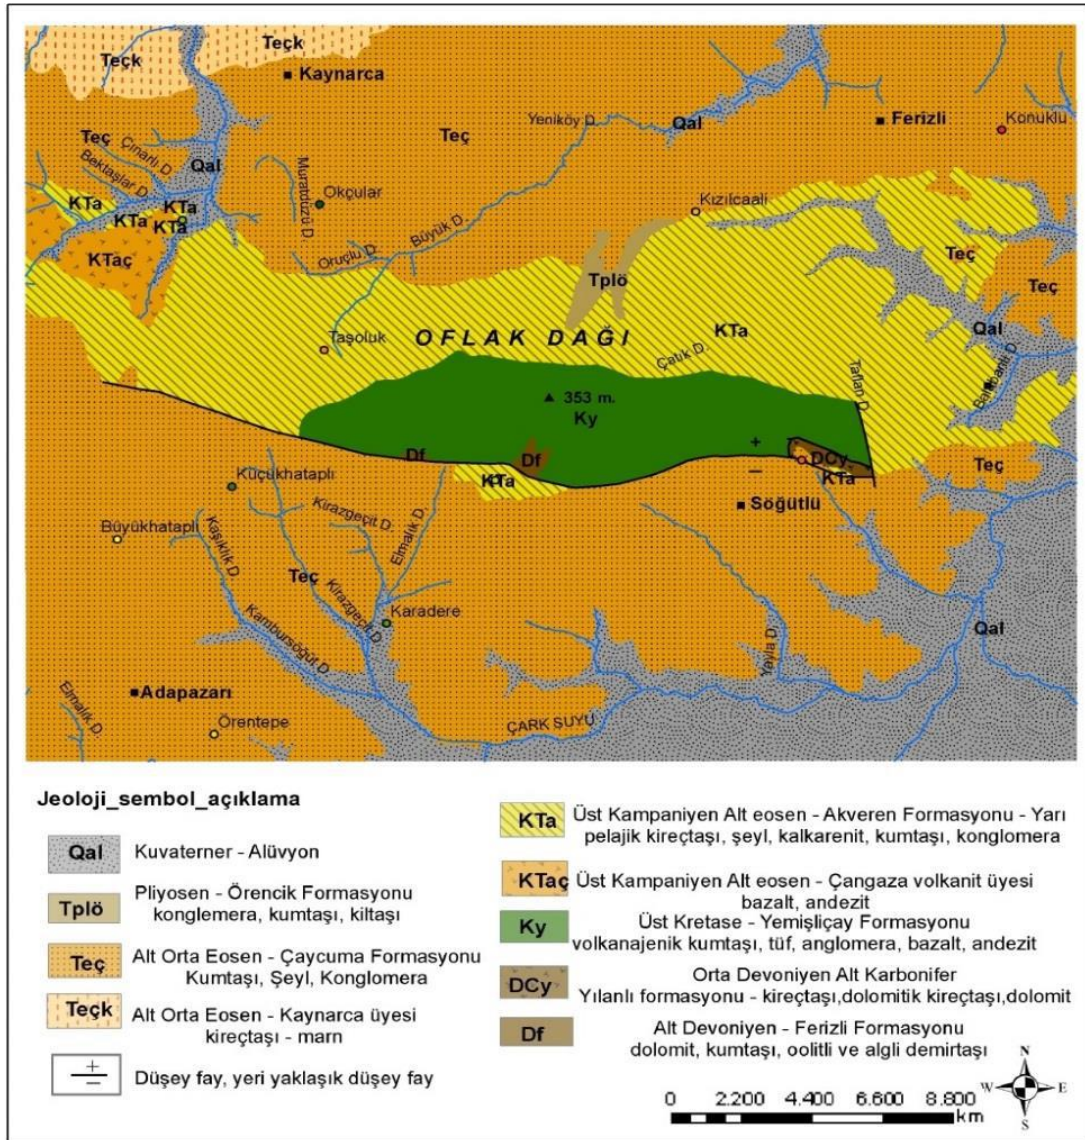 Teçk
Teçk
Kaynarca
Teç
Yeniköy D.
Qal
Ferizli
Konuklu
Teç
Çınarlı D.
Bektaşlar D.
Qal
Muratdüzü D.
Okçular
KTa
KTa
KTa
KTa
Kızılcaali
KTaç
Oruçlu D.
Büyük D.
Tplö
Teç
Teç
Taşoluk
OFLAK DAĞI
KTa
Qal
Çatık D.
Taflan D.
353 m.
Ky
+
−
Df
Df
DCy
KTa
KTa
Teç
Küçükhataplı
Söğütlü
Büyükhataplı
Kirazgeçit D.
Elmalık D.
Kaşıklık D.
Teç
Kirazgeçit D.
Karadere
Kambursöğüt D.
Yayla D.
Qal
Adapazarı
Elmalık D.
Örentepe
ÇARK SUYU
Jeoloji_sembol_açıklama
Qal Kuvaterner - Alüvyon
Tplö Pliyosen - Örencik Formasyonu
konglemera, kumtaşı, kiltaşı
Teç Alt Orta Eosen - Çaycuma Formasyonu
Kumtaşı, Şeyl, Konglomera
Teçk Alt Orta Eosen - Kaynarca üyesi
kireçtaşı - marn
+
−
Düşey fay, yeri yaklaşık düşey fay
KTa Üst Kampaniyen Alt eosen - Akveren Formasyonu - Yarı
pelajik kireçtaşı, şeyl, kalkarenit, kumtaşı, konglomera
KTaç Üst Kampaniyen Alt eosen - Çangaza volkanit üyesi
bazalt, andezit
Ky Üst Kretase - Yemişliçay Formasyonu
volkanajenik kumtaşı, tüf, anglomera, bazalt, andezit
DCy Orta Devoniyen Alt Karbonifer
Yılanlı formasyonu - kireçtaşı,dolomitik kireçtaşı,dolomit
Df Alt Devoniyen - Ferizli Formasyonu
dolomit, kumtaşı, oolitli ve algli demirtaşı
N
W
E
S
0 2.200 4.400 6.600 8.800
km